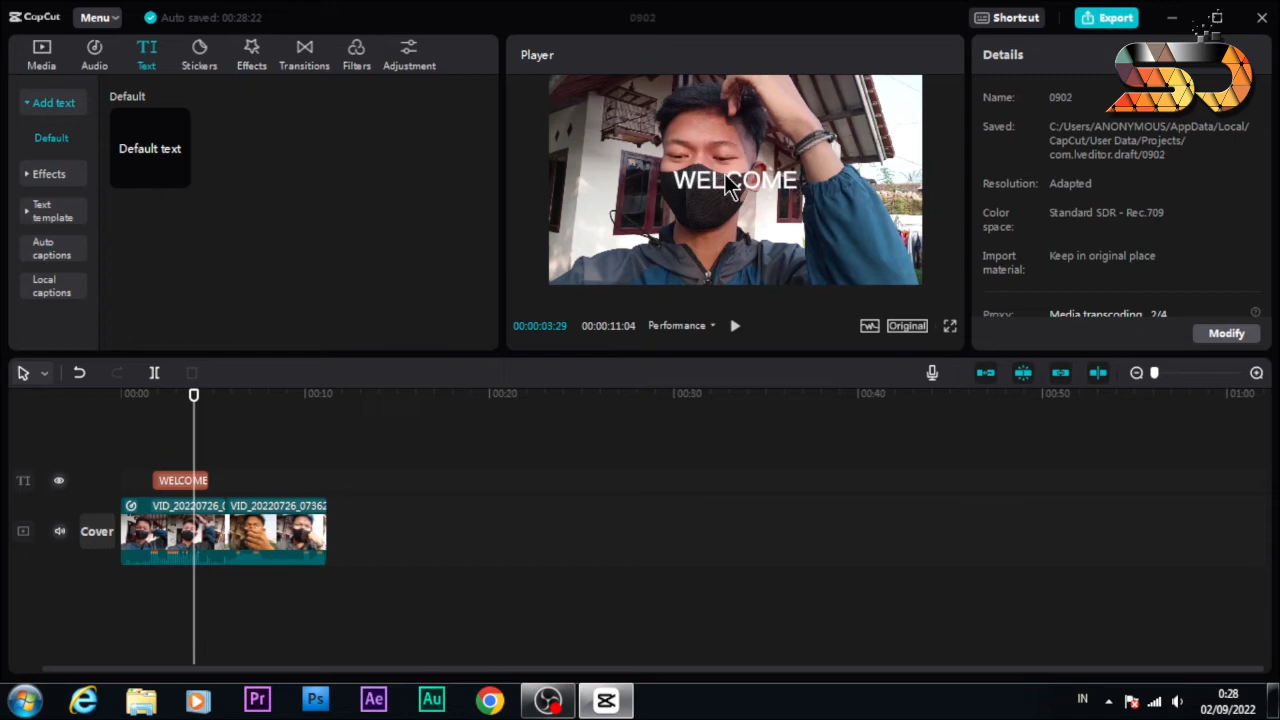 CapCut
Menu
Auto saved: 00:28:22
0902
Shortcut
Export
Media
Audio
TI
Text
Stickers
Effects
Transitions
Filters
Adjustment
Add text
Default
Effects
Text
template
Auto
captions
Local
captions
Default
Default text
Player
WELCOME
00:00:03:29
00:00:11:04
Performance
Original
Details
Name:
0902
Saved:
C:/Users/ANONYMOUS/AppData/Local/
CapCut/User Data/Projects/
com.lveditor.draft/0902
Resolution:
Adapted
Color
space:
Standard SDR - Rec.709
Import
material:
Keep in original place
Proxy:
Media transcoding
2/4
Modify
00:00
00:10
00:20
00:30
00:40
00:50
01:00
TI
WELCOME
VID_20220726_0
VID_20220726_07362
Cover
Pr
Ps
Ae
Au
IN
0:28
02/09/2022